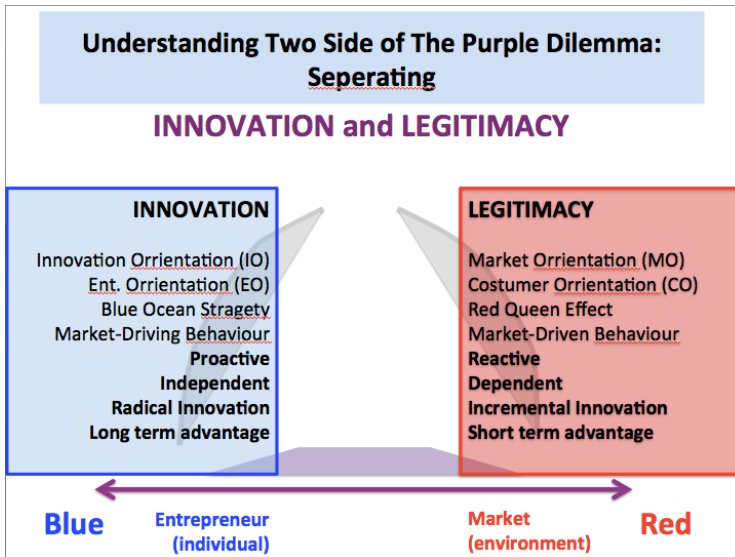 Understanding Two Side of The Purple Dilemma:
Seperating
INNOVATION and LEGITIMACY
INNOVATION
Innovation Orrientation (IO)
Ent. Orrientation (EO)
Blue Ocean Stragety
Market-Driving Behaviour
Proactive
Independent
Radical Innovation
Long term advantage
LEGITIMACY
Market Orrientation (MO)
Costumer Orrientation (CO)
Red Queen Effect
Market-Driven Behaviour
Reactive
Dependent
Incremental Innovation
Short term advantage
Blue
Entrepreneur
(individual)
Market
(environment)
Red